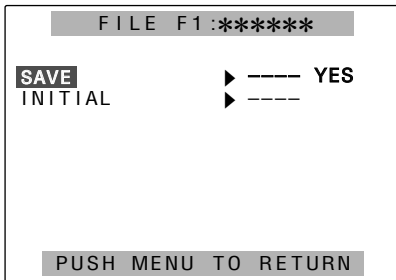 FILE F1:******
SAVE ▶ ---- YES
INITIAL ▶ ----
PUSH MENU TO RETURN